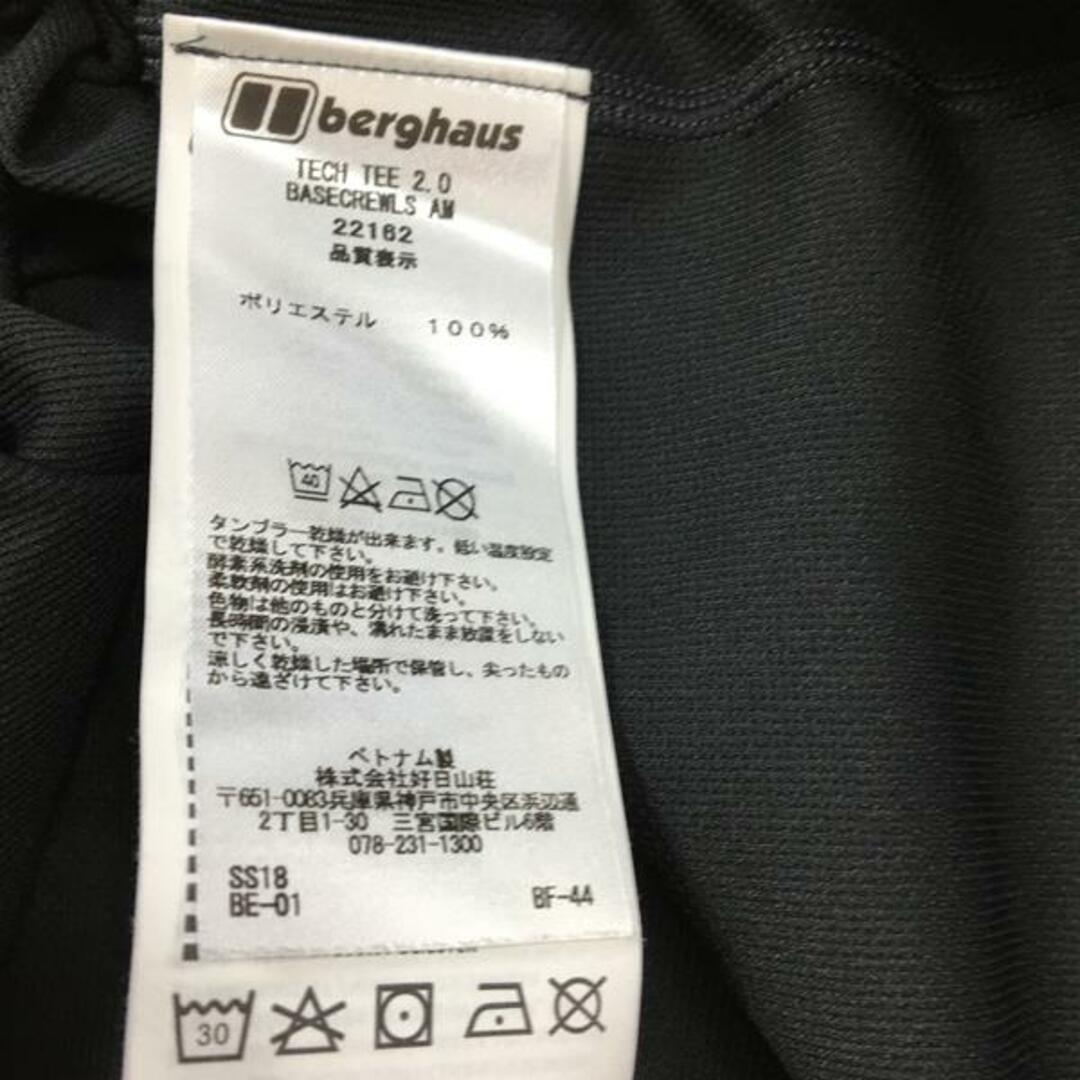 berghaus
TECH TEE 2.0
BASECREWLS AM
22162
品質表示
ポリエステル 100%
40
タンブラー乾燥が出来ます。低い温度設定
で乾燥して下さい。
酵素系洗剤の使用をお避け下さい。
柔軟剤の使用はお避け下さい。
色物は他のものと分けて洗って下さい。
長時間の浸漬や、濡れたまま放置をしない
で下さい。
涼しく乾燥した場所で保管し、尖ったもの
から遠ざけて下さい。
ベトナム製
株式会社好日山荘
〒651-0083兵庫県神戸市中央区浜辺通
2丁目1-30 三宮国際ビル6階
078-231-1300
SS18
BE-01 BF-44
30